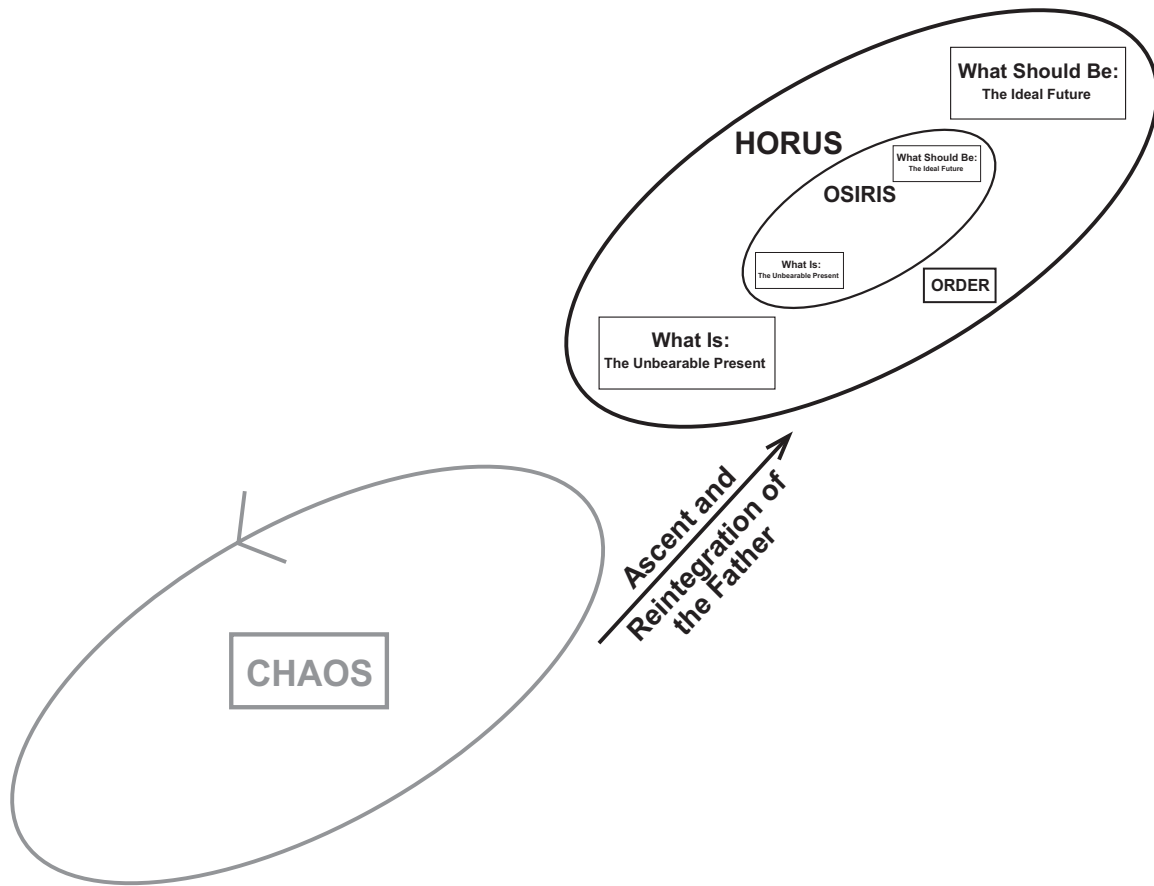 What Should Be:
The Ideal Future
HORUS
What Should Be:
The Ideal Future
OSIRIS
What Is:
The Unbearable Present
ORDER
What Is:
The Unbearable Present
Ascent and
Reintegration of
the Father
CHAOS